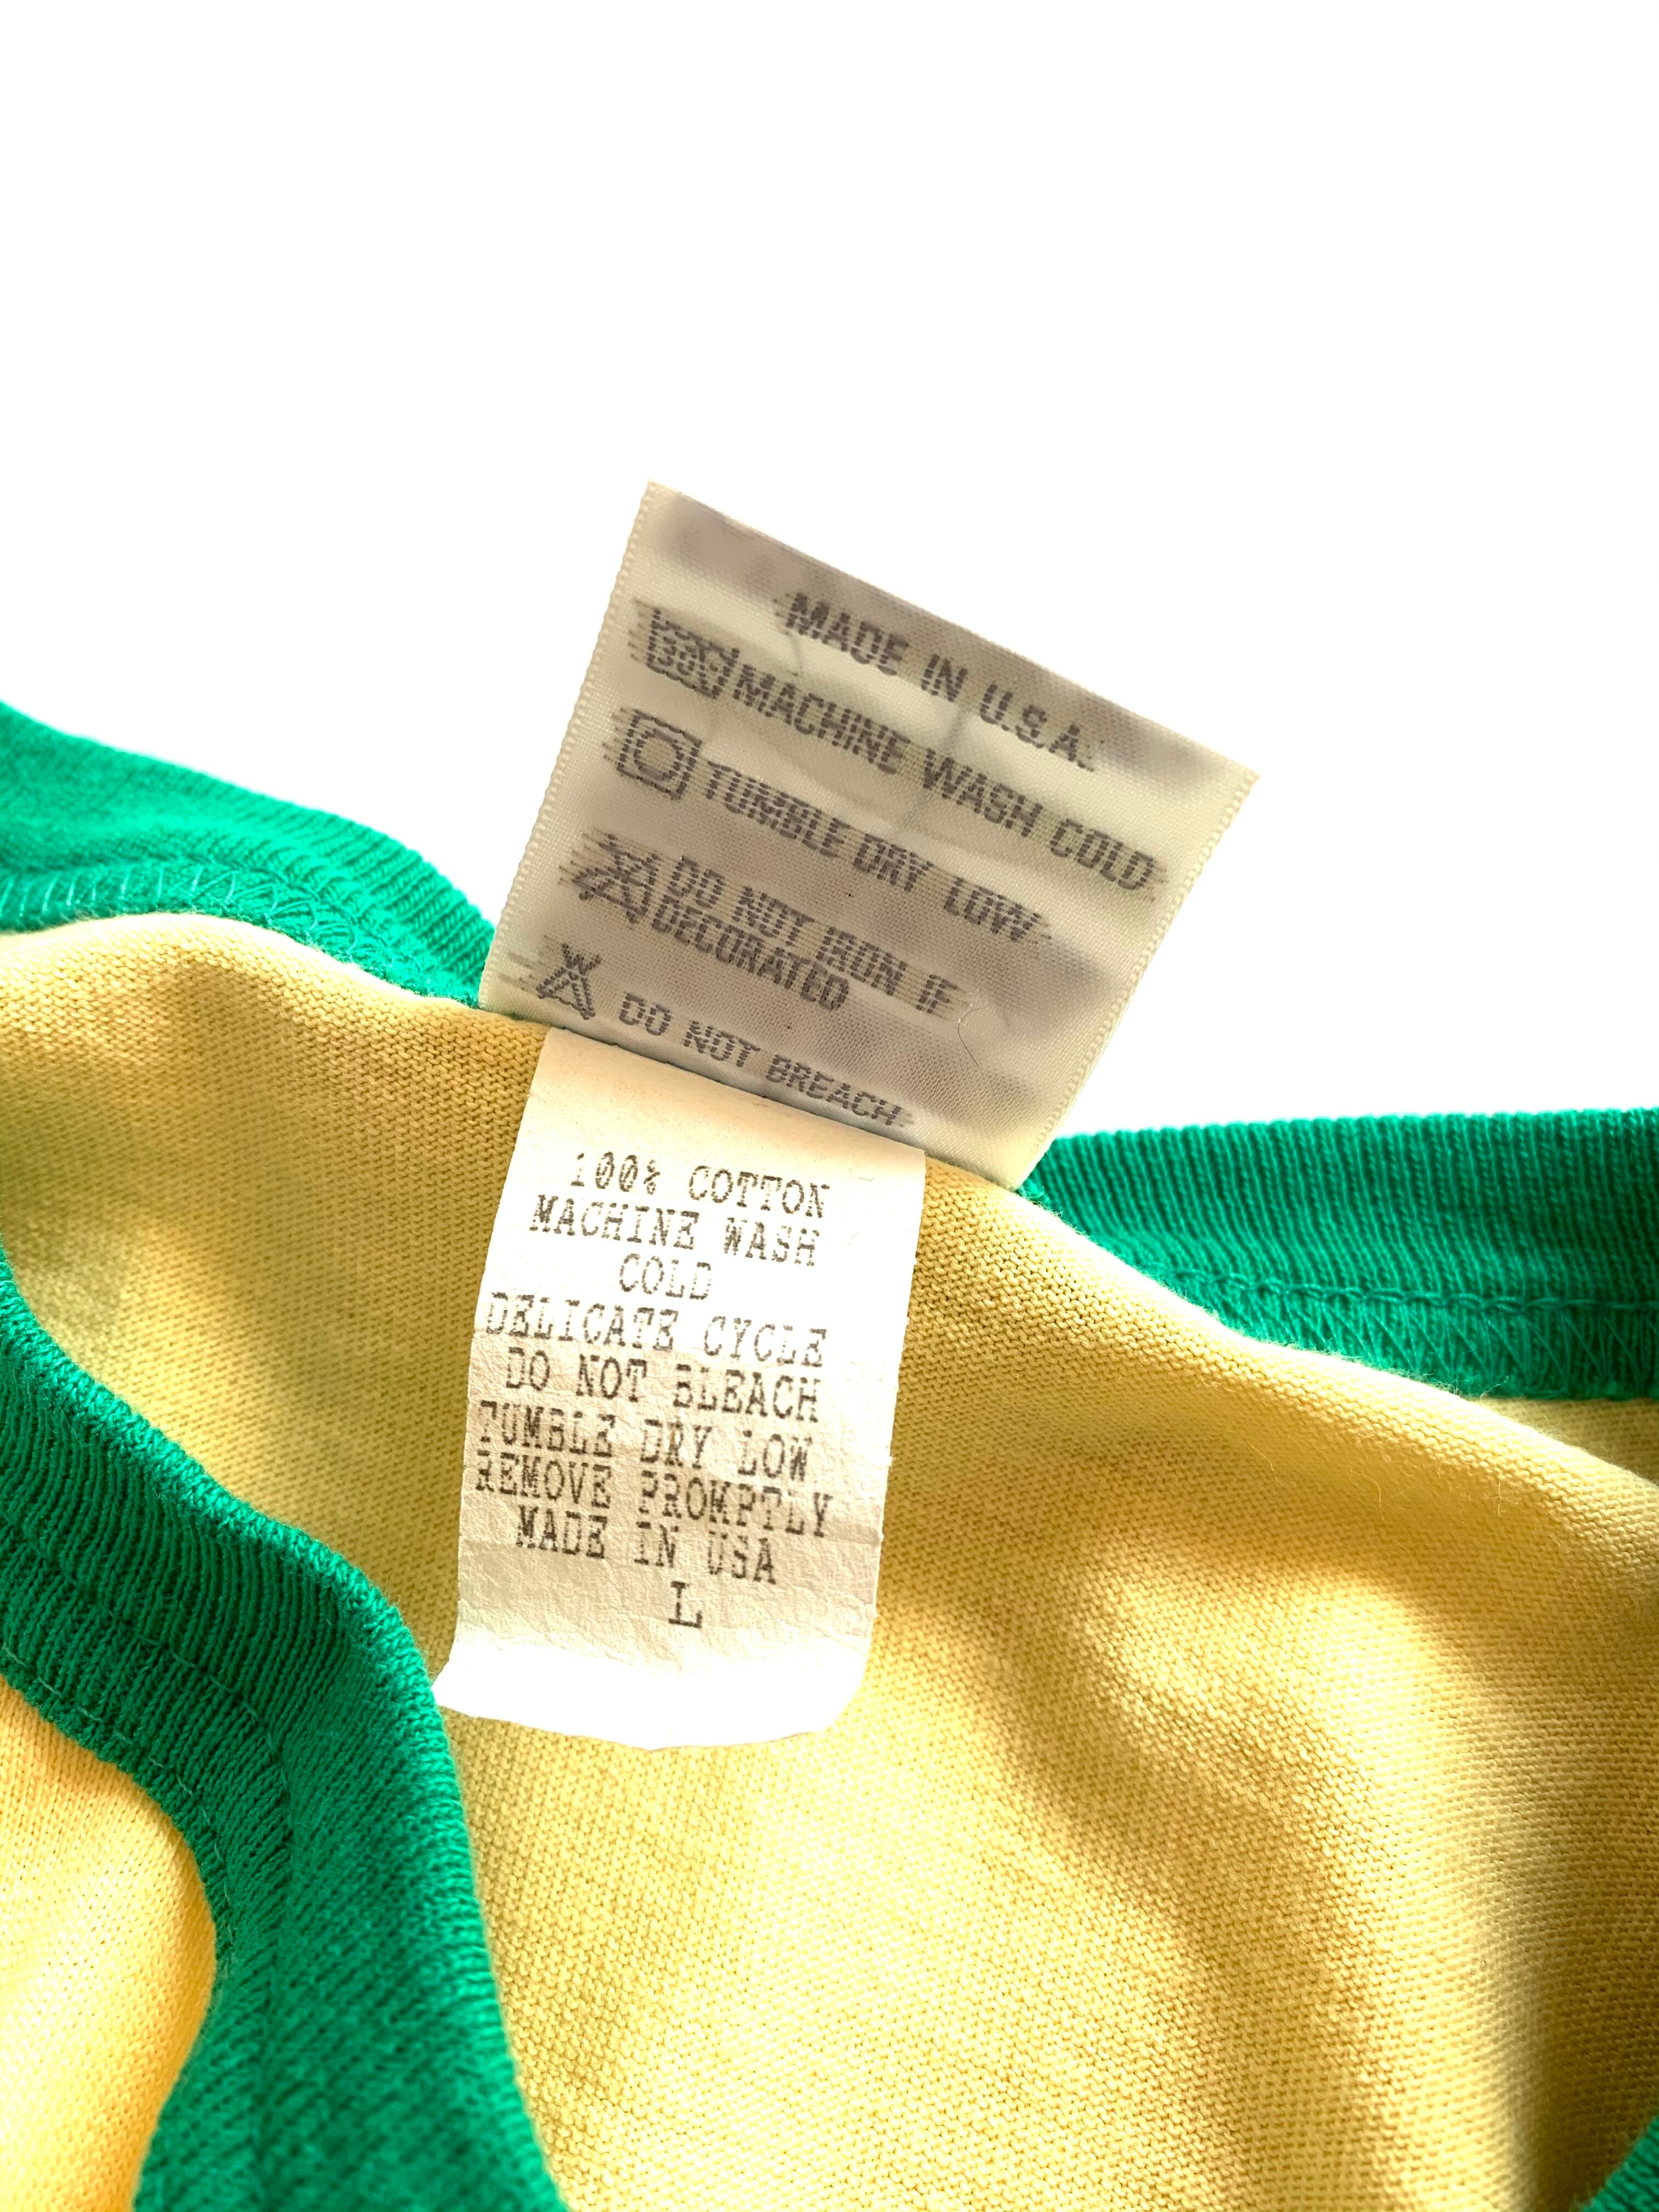 MADE IN U.S.A.
MACHINE WASH COLD
TUMBLE DRY LOW
DO NOT IRON IF
DECORATED
DO NOT BREACH
100% COTTON
MACHINE WASH
COLD
DELICATE CYCLE
DO NOT BLEACH
TUMBLE DRY LOW
REMOVE PROMPTLY
MADE IN USA
L